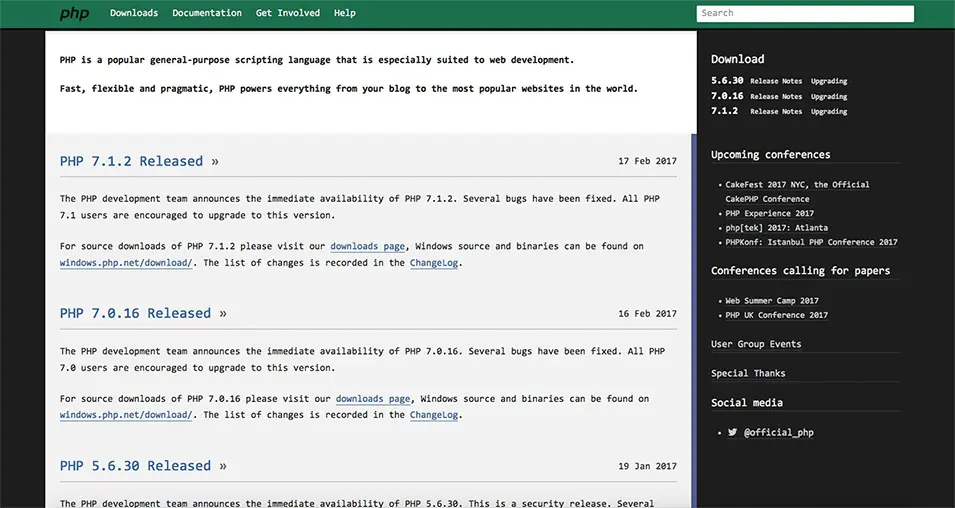 php Downloads Documentation Get Involved Help Search
PHP is a popular general-purpose scripting language that is especially suited to web development.
Fast, flexible and pragmatic, PHP powers everything from your blog to the most popular websites in the world.
PHP 7.1.2 Released »
17 Feb 2017
The PHP development team announces the immediate availability of PHP 7.1.2. Several bugs have been fixed. All PHP
7.1 users are encouraged to upgrade to this version.
For source downloads of PHP 7.1.2 please visit our downloads page, Windows source and binaries can be found on
windows.php.net/download/. The list of changes is recorded in the ChangeLog.
PHP 7.0.16 Released »
16 Feb 2017
The PHP development team announces the immediate availability of PHP 7.0.16. Several bugs have been fixed. All PHP
7.0 users are encouraged to upgrade to this version.
For source downloads of PHP 7.0.16 please visit our downloads page, Windows source and binaries can be found on
windows.php.net/download/. The list of changes is recorded in the ChangeLog.
PHP 5.6.30 Released »
19 Jan 2017
The PHP development team announces the immediate availability of PHP 5.6.30. This is a security release. Several
Download
5.6.30 Release Notes Upgrading
7.0.16 Release Notes Upgrading
7.1.2 Release Notes Upgrading
Upcoming conferences
• CakeFest 2017 NYC, the Official
CakePHP Conference
• PHP Experience 2017
• php[tek] 2017: Atlanta
• PHPKonf: Istanbul PHP Conference 2017
Conferences calling for papers
• Web Summer Camp 2017
• PHP UK Conference 2017
User Group Events
Special Thanks
Social media
• @official_php